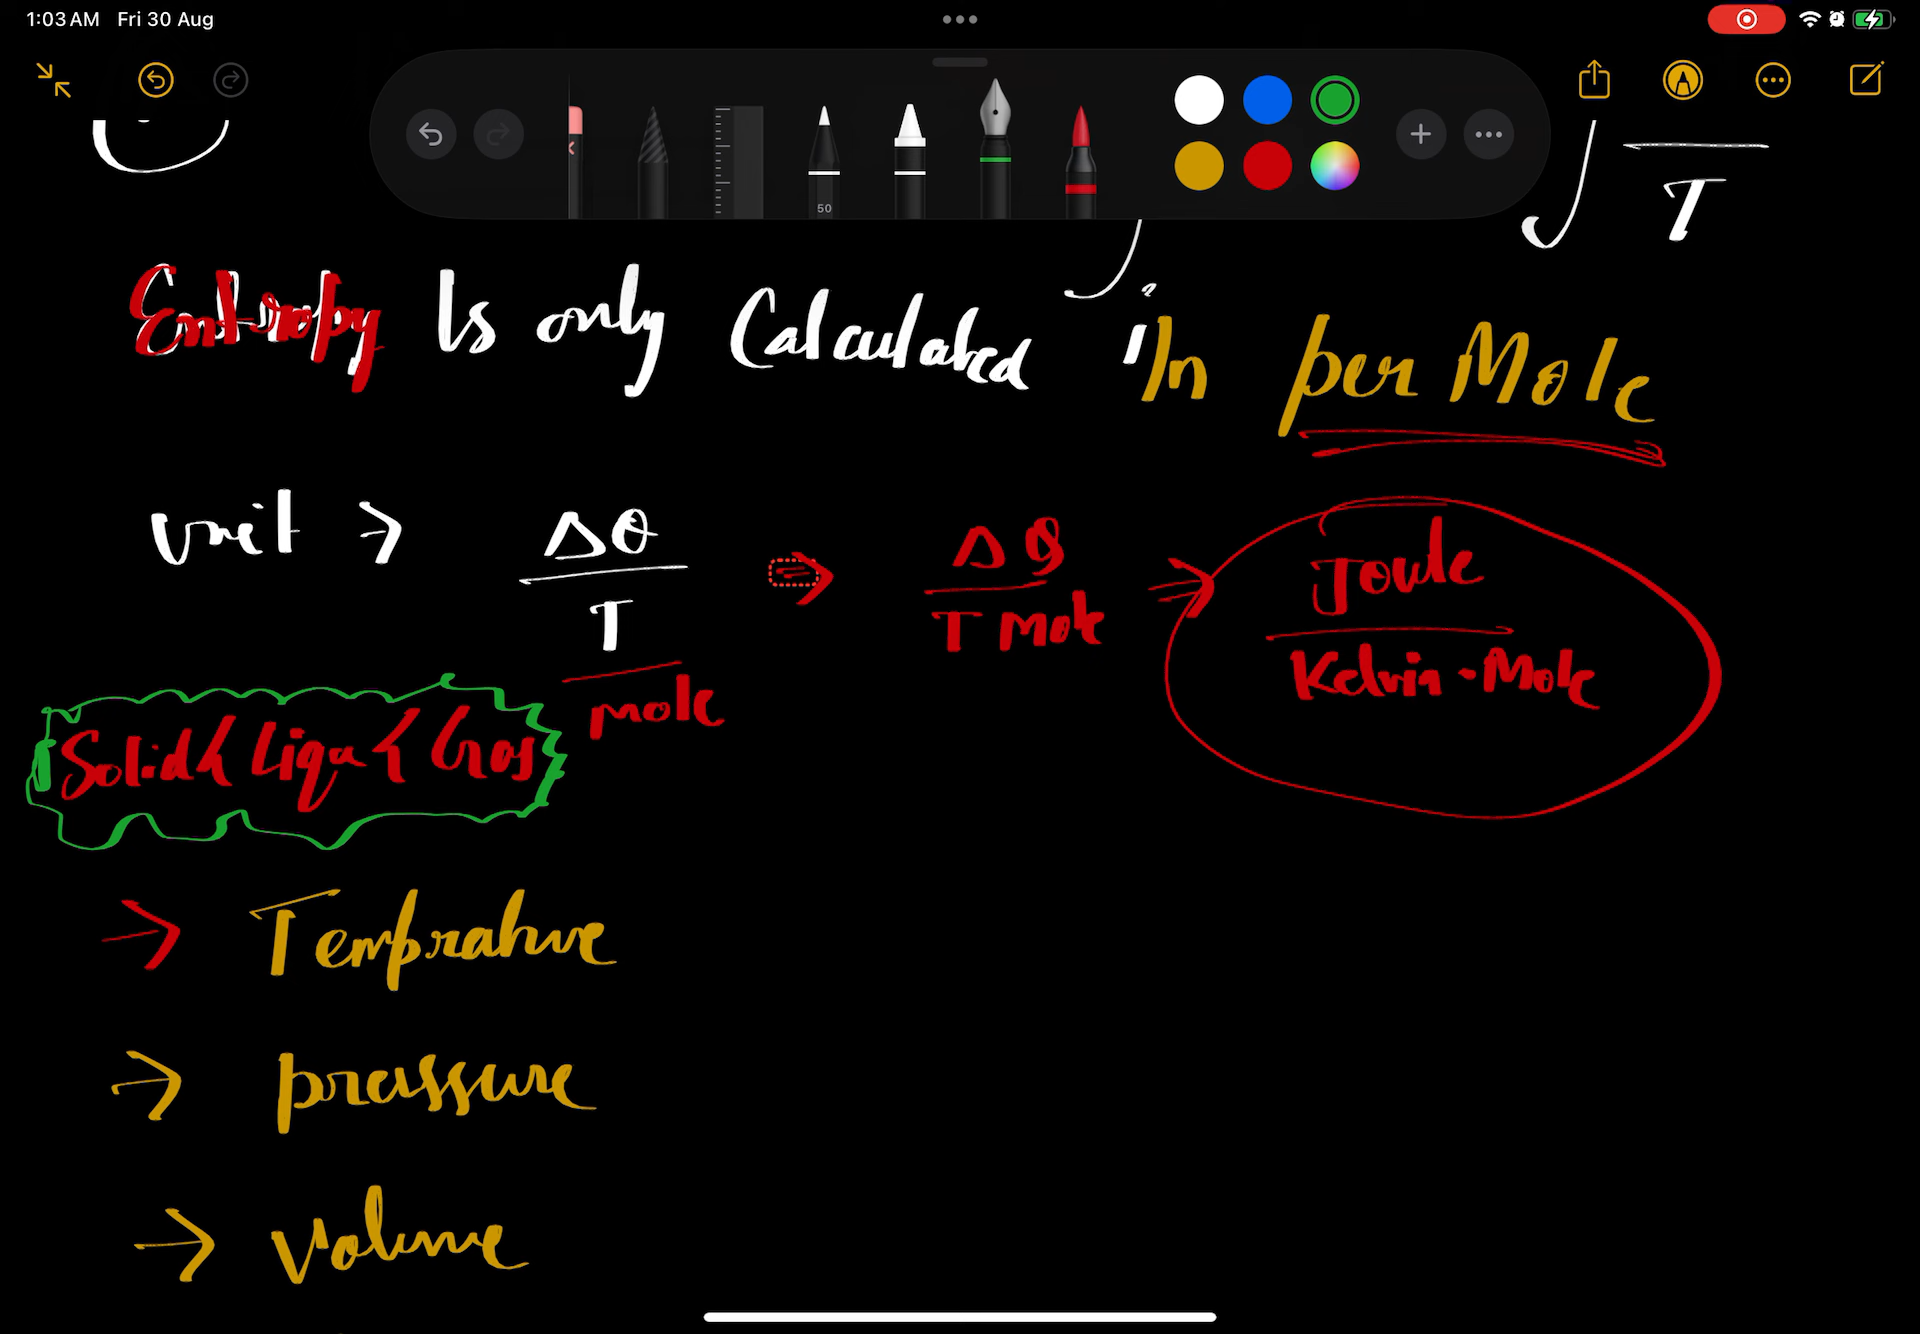 1:03 AM Fri 30 Aug
50
T
Entropy Is only Calculated in per Mole
unit → ΔQ / T / mole ⇒ ΔQ / T Mole ⇒ Joule / Kelvin · Mole
Solid < Liqu < Gas
→ Temprature
→ pressure
→ Volume